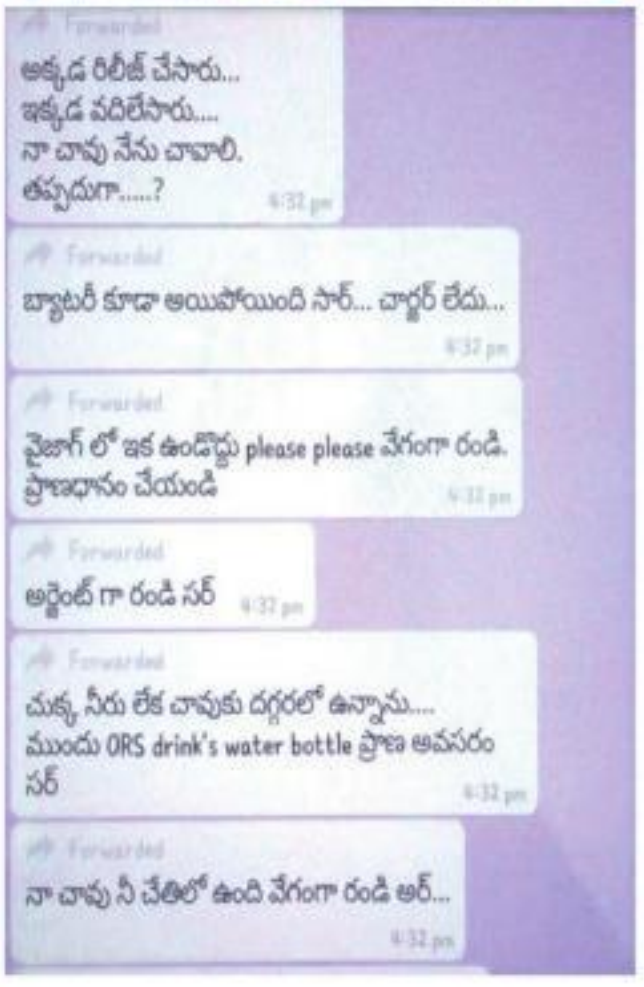 Forwarded
అక్కడ రిలీజ్ చేసారు...
ఇక్కడ వదిలేసారు....
నా చావు నేను చావాలి.
తప్పదుగా.....?
4:32 pm
Forwarded
బ్యాటరీ కూడా అయిపోయింది సార్... చార్జర్ లేదు...
4:32 pm
Forwarded
వైజాగ్ లో ఇక ఉండొద్దు please please వేగంగా రండి.
ప్రాణధానం చేయండి
4:32 pm
Forwarded
అర్జెంట్ గా రండి సర్
4:32 pm
Forwarded
చుక్క నీరు లేక చావుకు దగ్గరలో ఉన్నాను....
ముందు ORS drink's water bottle ప్రాణ అవసరం
సర్
4:32 pm
Forwarded
నా చావు నీ చేతిలో ఉంది వేగంగా రండి అర్...
4:32 pm